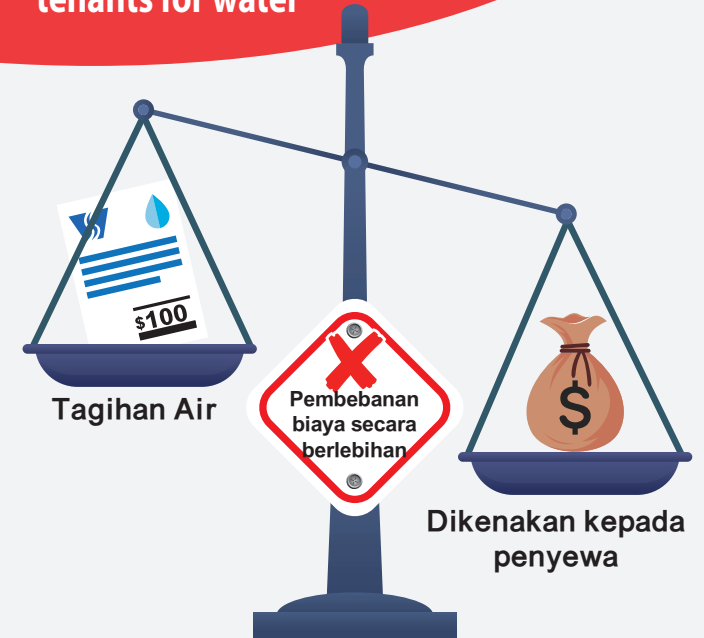 tenants for water
$100
Tagihan Air
Pembebanan
biaya secara
berlebihan
$
Dikenakan kepada
penyewa